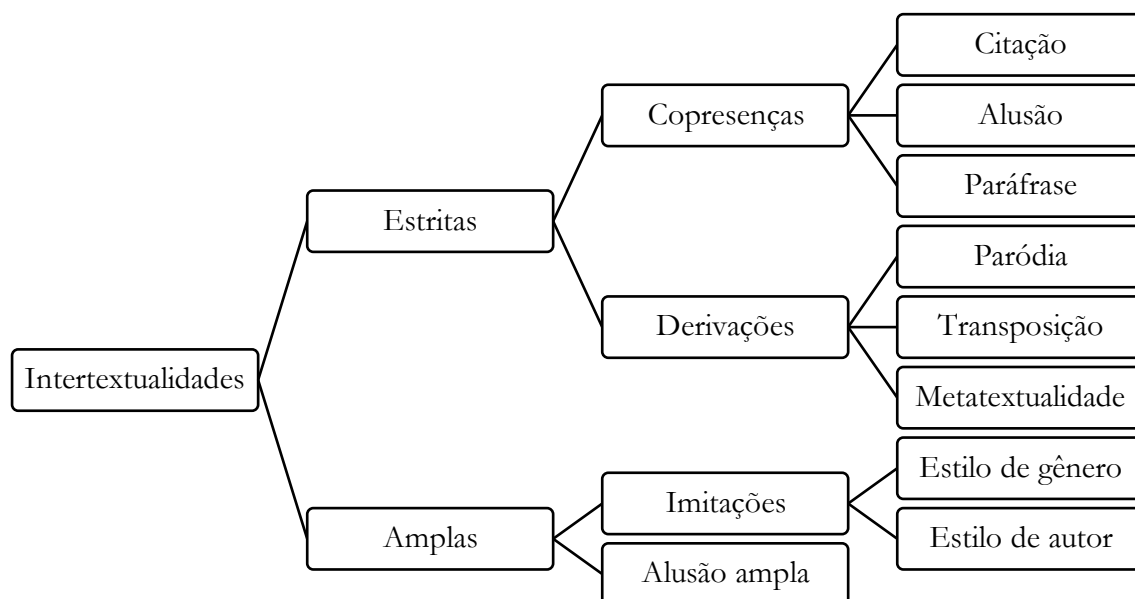 Intertextualidades
Estritas
Copresenças
Citação
Alusão
Paráfrase
Derivações
Paródia
Transposição
Metatextualidade
Amplas
Imitações
Estilo de gênero
Estilo de autor
Alusão ampla